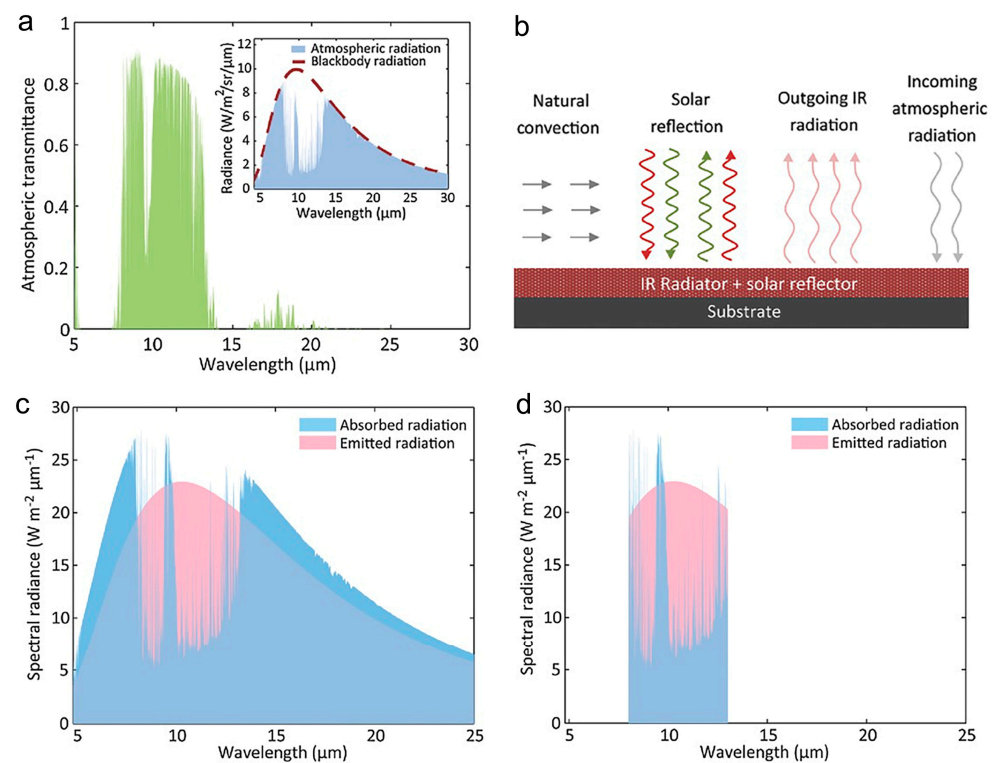 a
1
0.8
0.6
0.4
0.2
0
Atmospheric transmittance
5
10
15
20
25
30
Wavelength (μm)
12
10
8
6
4
2
0
Radiance (W/m²/sr/μm)
Atmospheric radiation
Blackbody radiation
5
10
15
20
25
30
Wavelength (μm)
b
Natural
convection
Solar
reflection
Outgoing IR
radiation
Incoming
atmospheric
radiation
IR Radiator + solar reflector
Substrate
c
30
25
20
15
10
5
0
Spectral radiance (W m⁻² μm⁻¹)
Absorbed radiation
Emitted radiation
5
10
15
20
25
Wavelength (μm)
d
30
25
20
15
10
5
0
Spectral radiance (W m⁻² μm⁻¹)
Absorbed radiation
Emitted radiation
5
10
15
20
25
Wavelength (μm)